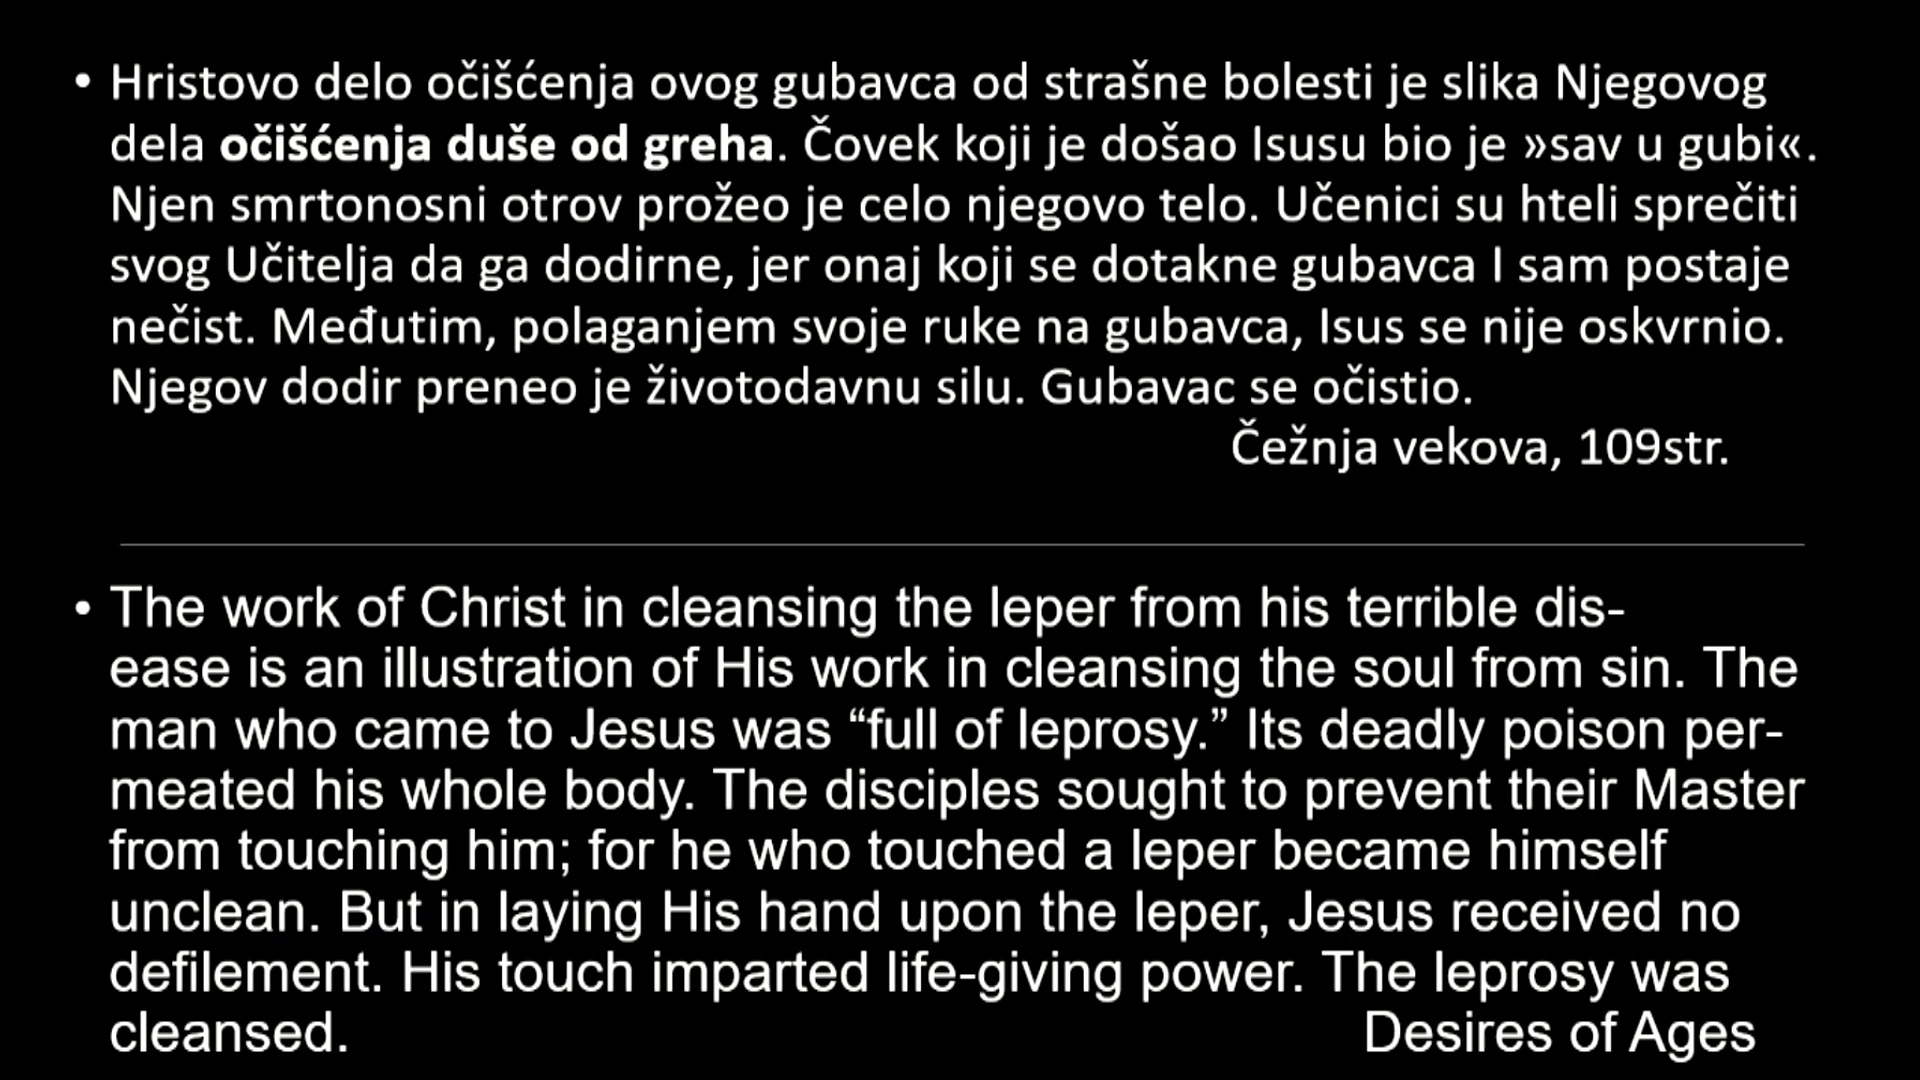 • Hristovo delo očišćenja ovog gubavca od strašne bolesti je slika Njegovog
dela očišćenja duše od greha. Čovek koji je došao Isusu bio je »sav u gubi«.
Njen smrtonosni otrov prožeo je celo njegovo telo. Učenici su hteli sprečiti
svog Učitelja da ga dodirne, jer onaj koji se dotakne gubavca I sam postaje
nečist. Međutim, polaganjem svoje ruke na gubavca, Isus se nije oskvrnio.
Njegov dodir preneo je životodavnu silu. Gubavac se očistio.
Čežnja vekova, 109str.
• The work of Christ in cleansing the leper from his terrible dis-
ease is an illustration of His work in cleansing the soul from sin. The
man who came to Jesus was “full of leprosy.” Its deadly poison per-
meated his whole body. The disciples sought to prevent their Master
from touching him; for he who touched a leper became himself
unclean. But in laying His hand upon the leper, Jesus received no
defilement. His touch imparted life-giving power. The leprosy was
cleansed. Desires of Ages